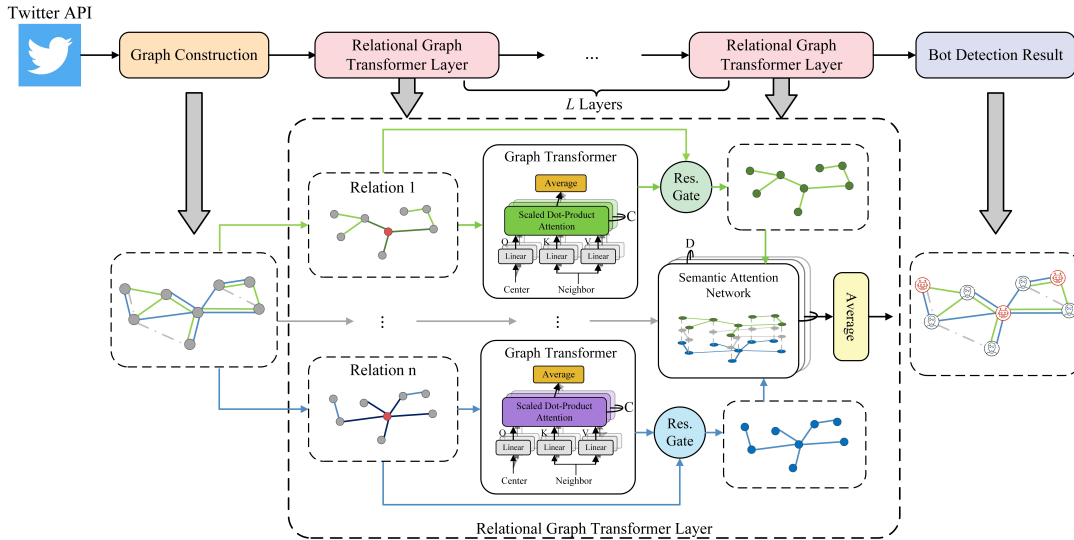 Twitter API
Graph Construction
Relational Graph
Transformer Layer
...
Relational Graph
Transformer Layer
Bot Detection Result
L Layers
Relation 1
Graph Transformer
Average
Scaled Dot-Product
Attention
C
Q
K
V
Linear
Linear
Linear
Center
Neighbor
Res.
Gate
D
Semantic Attention
Network
Average
...
...
Relation n
Graph Transformer
Average
Scaled Dot-Product
Attention
C
Q
K
V
Linear
Linear
Linear
Center
Neighbor
Res.
Gate
Relational Graph Transformer Layer